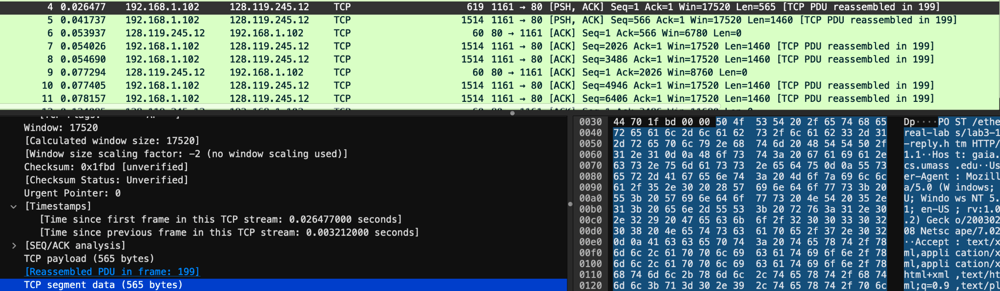 4 0.026477 192.168.1.102 128.119.245.12 TCP 619 1161 → 80 [PSH, ACK] Seq=1 Ack=1 Win=17520 Len=565 [TCP PDU reassembled in 199]
5 0.041737 192.168.1.102 128.119.245.12 TCP 1514 1161 → 80 [PSH, ACK] Seq=566 Ack=1 Win=17520 Len=1460 [TCP PDU reassembled in 199]
6 0.053937 128.119.245.12 192.168.1.102 TCP 60 80 → 1161 [ACK] Seq=1 Ack=566 Win=6780 Len=0
7 0.054026 192.168.1.102 128.119.245.12 TCP 1514 1161 → 80 [ACK] Seq=2026 Ack=1 Win=17520 Len=1460 [TCP PDU reassembled in 199]
8 0.054690 192.168.1.102 128.119.245.12 TCP 1514 1161 → 80 [ACK] Seq=3486 Ack=1 Win=17520 Len=1460 [TCP PDU reassembled in 199]
9 0.077294 128.119.245.12 192.168.1.102 TCP 60 80 → 1161 [ACK] Seq=1 Ack=2026 Win=8760 Len=0
10 0.077405 192.168.1.102 128.119.245.12 TCP 1514 1161 → 80 [ACK] Seq=4946 Ack=1 Win=17520 Len=1460 [TCP PDU reassembled in 199]
11 0.078157 192.168.1.102 128.119.245.12 TCP 1514 1161 → 80 [ACK] Seq=6406 Ack=1 Win=17520 Len=1460 [TCP PDU reassembled in 199]
Window: 17520
[Calculated window size: 17520]
[Window size scaling factor: -2 (no window scaling used)]
Checksum: 0x1fbd [unverified]
[Checksum Status: Unverified]
Urgent Pointer: 0
[Timestamps]
[Time since first frame in this TCP stream: 0.026477000 seconds]
[Time since previous frame in this TCP stream: 0.003212000 seconds]
[SEQ/ACK analysis]
TCP payload (565 bytes)
[Reassembled PDU in frame: 199]
TCP segment data (565 bytes)
0030 44 70 1f bd 00 00 50 4f 53 54 20 2f 65 74 68 65 Dp····PO ST /ethe
0040 72 65 61 6c 2d 6c 61 62 73 2f 6c 61 62 33 2d 31 real-lab s/lab3-1
0050 2d 72 65 70 6c 79 2e 68 74 6d 20 48 54 54 50 2f -reply.h tm HTTP/
0060 31 2e 31 0d 0a 48 6f 73 74 3a 20 67 61 69 61 2e 1.1··Hos t: gaia.
0070 63 73 2e 75 6d 61 73 73 2e 65 64 75 0d 0a 55 73 cs.umass .edu··Us
0080 65 72 2d 41 67 65 6e 74 3a 20 4d 6f 7a 69 6c 6c er-Agent : Mozill
0090 61 2f 35 2e 30 20 28 57 69 6e 64 6f 77 73 3b 20 a/5.0 (W indows;
00a0 55 3b 20 57 69 6e 64 6f 77 73 20 4e 54 20 35 2e U; Windo ws NT 5.
00b0 31 3b 20 65 6e 2d 55 53 3b 20 72 76 3a 31 2e 30 1; en-US ; rv:1.0
00c0 2e 32 29 20 47 65 63 6b 6f 2f 32 30 30 33 30 32 .2) Geck o/200302
00d0 30 38 20 4e 65 74 73 63 61 70 65 2f 37 2e 30 32 08 Netsc ape/7.02
00e0 0d 0a 41 63 63 65 70 74 3a 20 74 65 78 74 2f 78 ··Accept : text/x
00f0 6d 6c 2c 61 70 70 6c 69 63 61 74 69 6f 6e 2f 78 ml,appli cation/x
0100 6d 6c 2c 61 70 70 6c 69 63 61 74 69 6f 6e 2f 78 ml,appli cation/x
0110 68 74 6d 6c 2b 78 6d 6c 2c 74 65 78 74 2f 68 74 html+xml ,text/ht
0120 6d 6c 3b 71 3d 30 2e 39 2c 74 65 78 74 2f 70 6c ml;q=0.9 ,text/pl